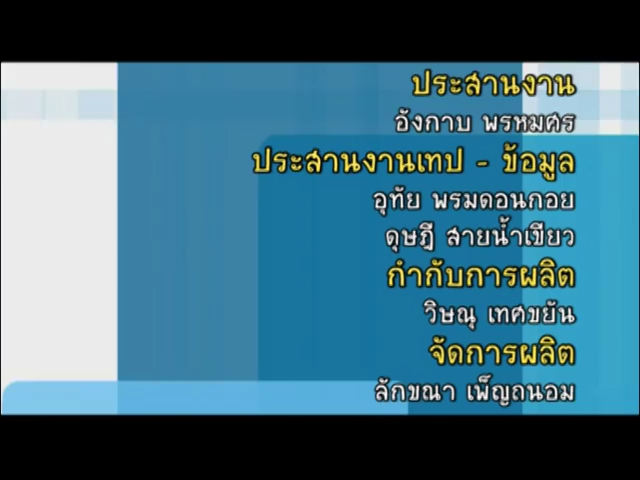 ประสานงาน
อังกาบ พรหมศร
ประสานงานเทป - ข้อมูล
อุทัย พรมดอนกอย
ดุษฎี สายน้ำเขียว
กำกับการผลิต
วิษณุ เทศขยัน
จัดการผลิต
ลักขณา เพ็ญถนอม